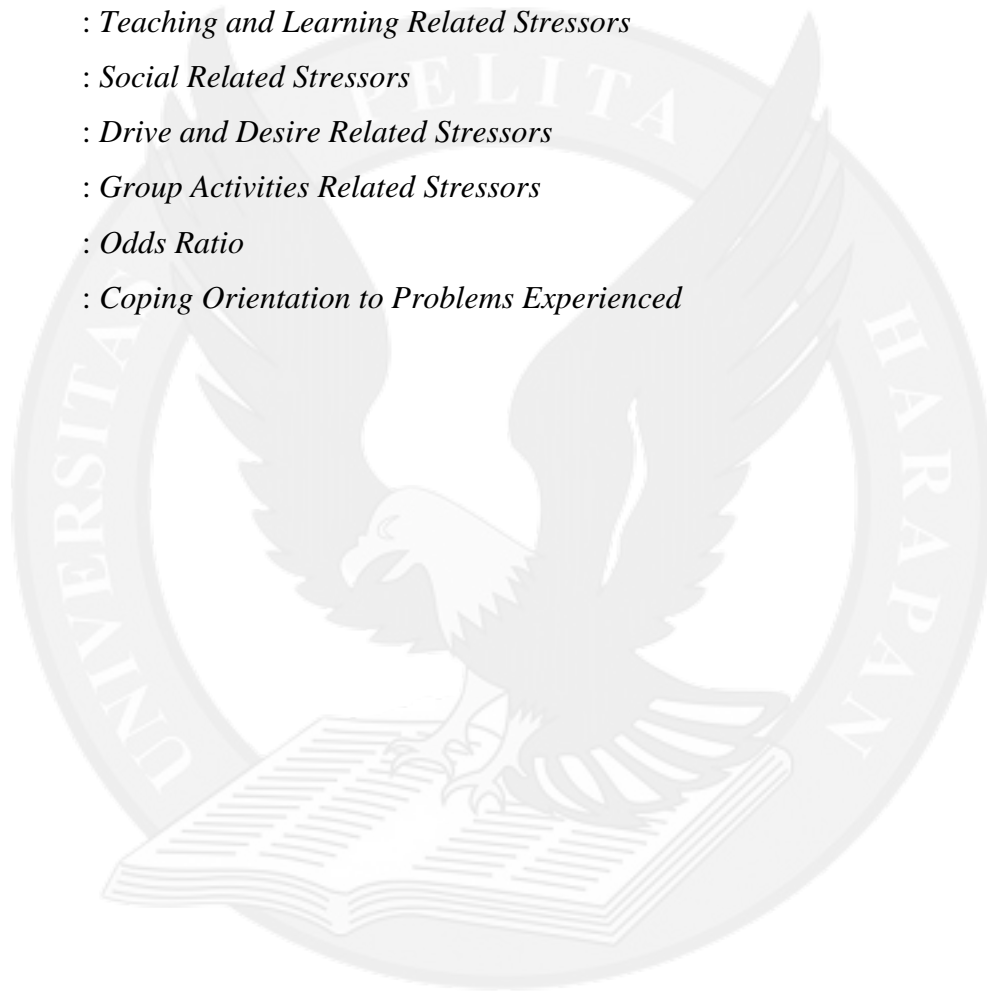 : Teaching and Learning Related Stressors
: Social Related Stressors
: Drive and Desire Related Stressors
: Group Activities Related Stressors
: Odds Ratio
: Coping Orientation to Problems Experienced
UNIVERSITAS PELITA HARAPAN